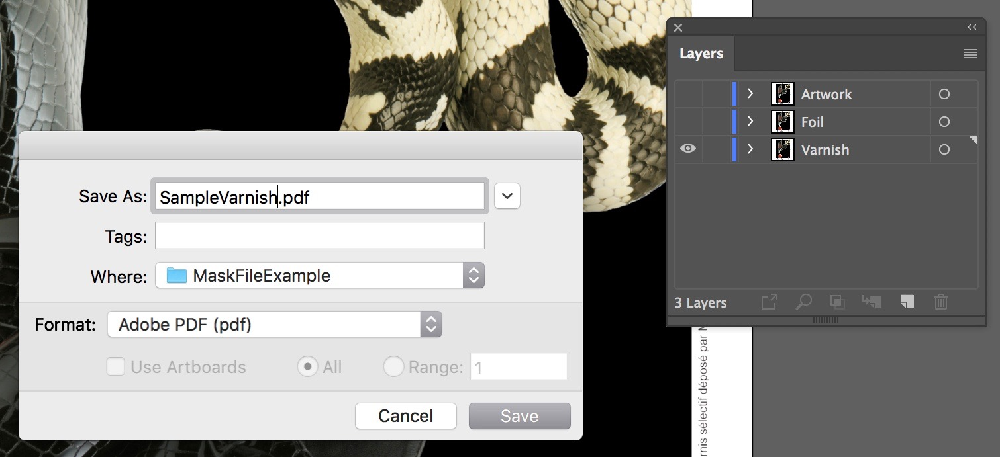 Layers
Artwork
Foil
Varnish
3 Layers
Save As: SampleVarnish.pdf
Tags:
Where: MaskFileExample
Format: Adobe PDF (pdf)
Use Artboards All Range: 1
Cancel Save
rnis sélectif déposé par M